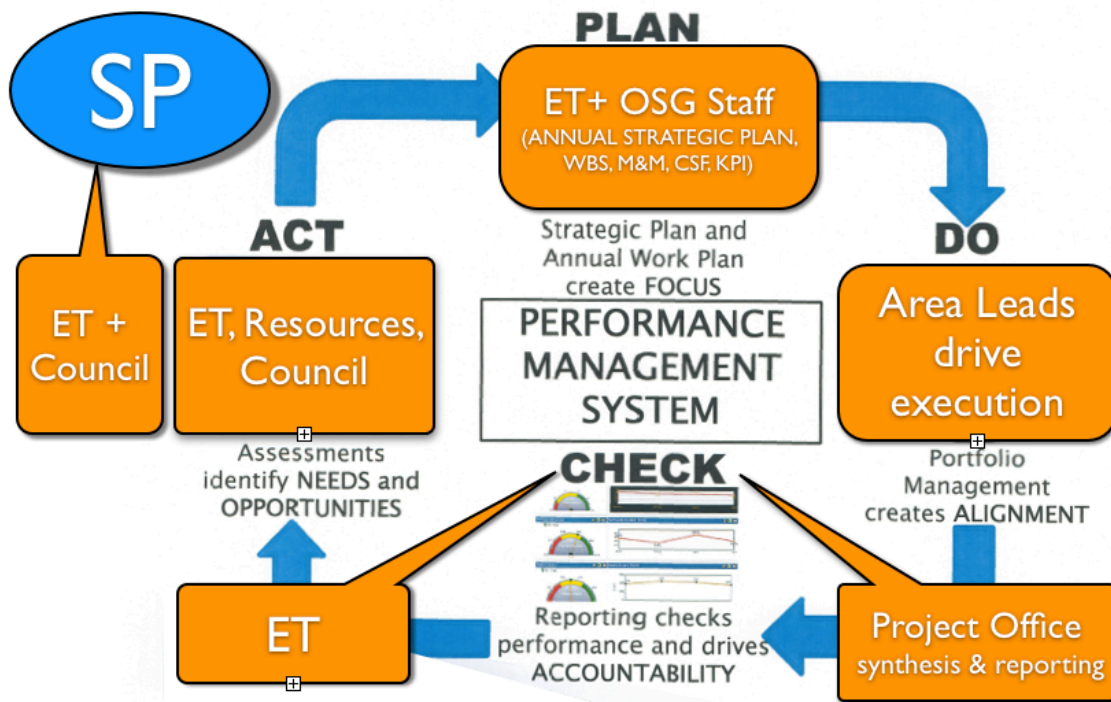 SP
ET +
Council
PLAN
ET+ OSG Staff
(ANNUAL STRATEGIC PLAN,
WBS, M&M, CSF, KPI)
Strategic Plan and
Annual Work Plan
create FOCUS
ACT
ET, Resources,
Council
Assessments
identify NEEDS and
OPPORTUNITIES
PERFORMANCE
MANAGEMENT
SYSTEM
DO
Area Leads
drive
execution
Portfolio
Management
creates ALIGNMENT
CHECK
Reporting checks
performance and drives
ACCOUNTABILITY
ET
Project Office
synthesis & reporting